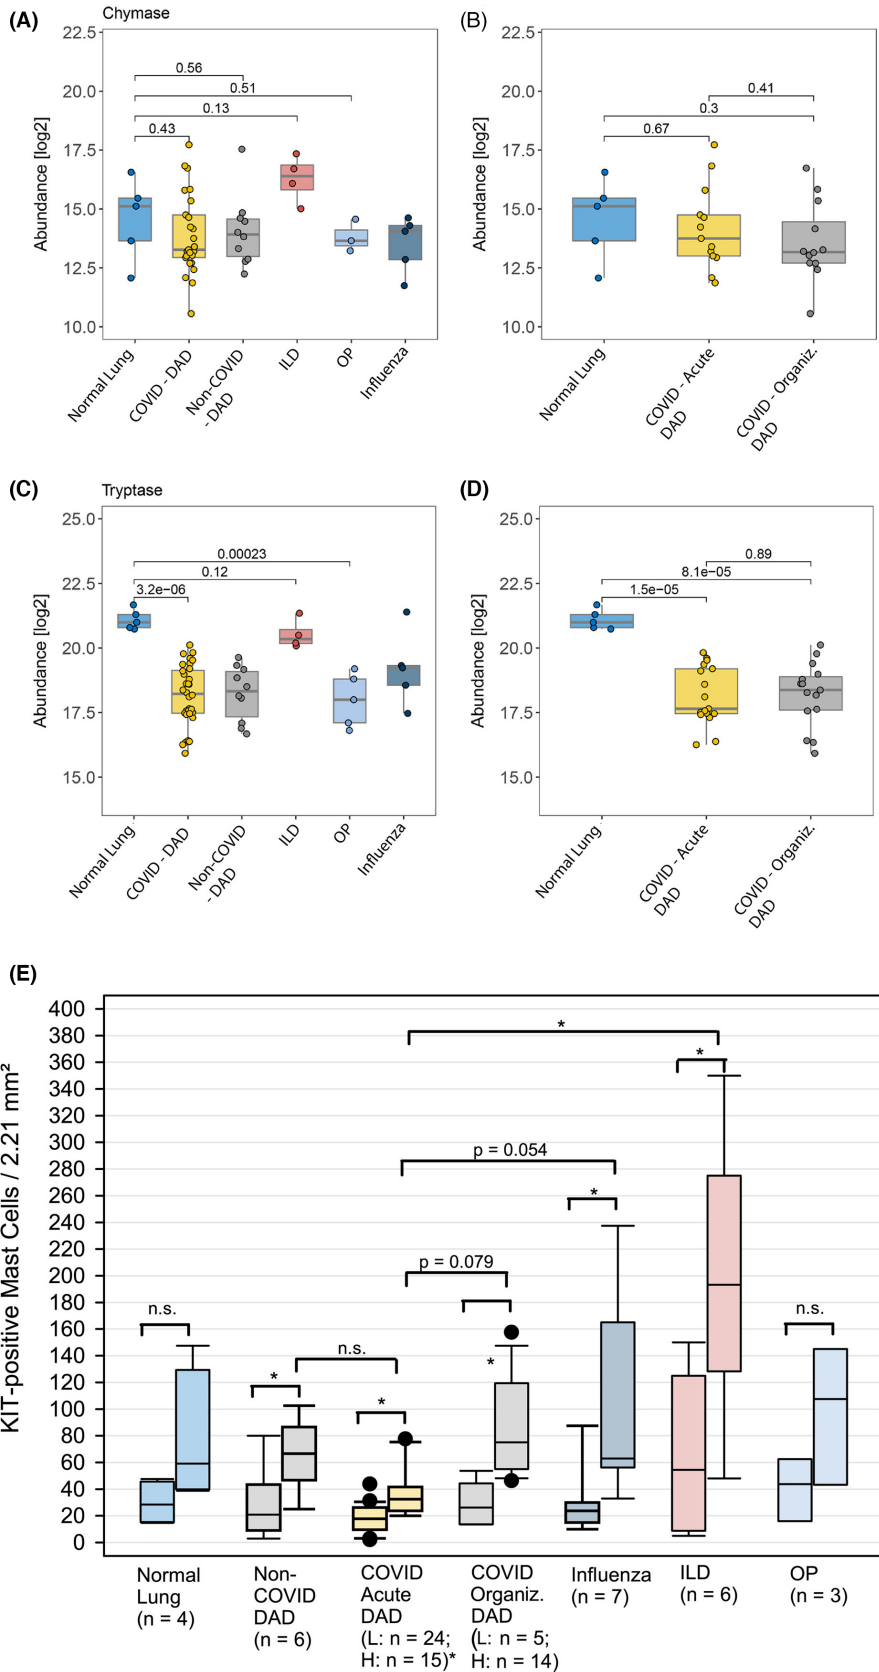 (A)
Chymase
Abundance [log2]
22.5
20.0
17.5
15.0
12.5
10.0
0.56
0.51
0.13
0.43
Normal Lung
COVID - DAD
Non-COVID
- DAD
ILD
OP
Influenza
(B)
Abundance [log2]
22.5
20.0
17.5
15.0
12.5
10.0
0.41
0.3
0.67
Normal Lung
COVID - Acute
DAD
COVID - Organiz.
DAD
(C)
Tryptase
Abundance [log2]
25.0
22.5
20.0
17.5
15.0
0.00023
0.12
3.2e−06
Normal Lung
COVID - DAD
Non-COVID
- DAD
ILD
OP
Influenza
(D)
Abundance [log2]
25.0
22.5
20.0
17.5
15.0
0.89
8.1e−05
1.5e−05
Normal Lung
COVID - Acute
DAD
COVID - Organiz.
DAD
(E)
KIT-positive Mast Cells / 2.21 mm²
400
380
360
340
320
300
280
260
240
220
200
180
160
140
120
100
80
60
40
20
0
*
*
p = 0.054
*
p = 0.079
n.s.
n.s.
n.s.
*
*
*
Normal
Lung
(n = 4)
Non-
COVID
DAD
(n = 6)
COVID
Acute
DAD
(L: n = 24;
H: n = 15)*
COVID
Organiz.
DAD
(L: n = 5;
H: n = 14)
Influenza
(n = 7)
ILD
(n = 6)
OP
(n = 3)